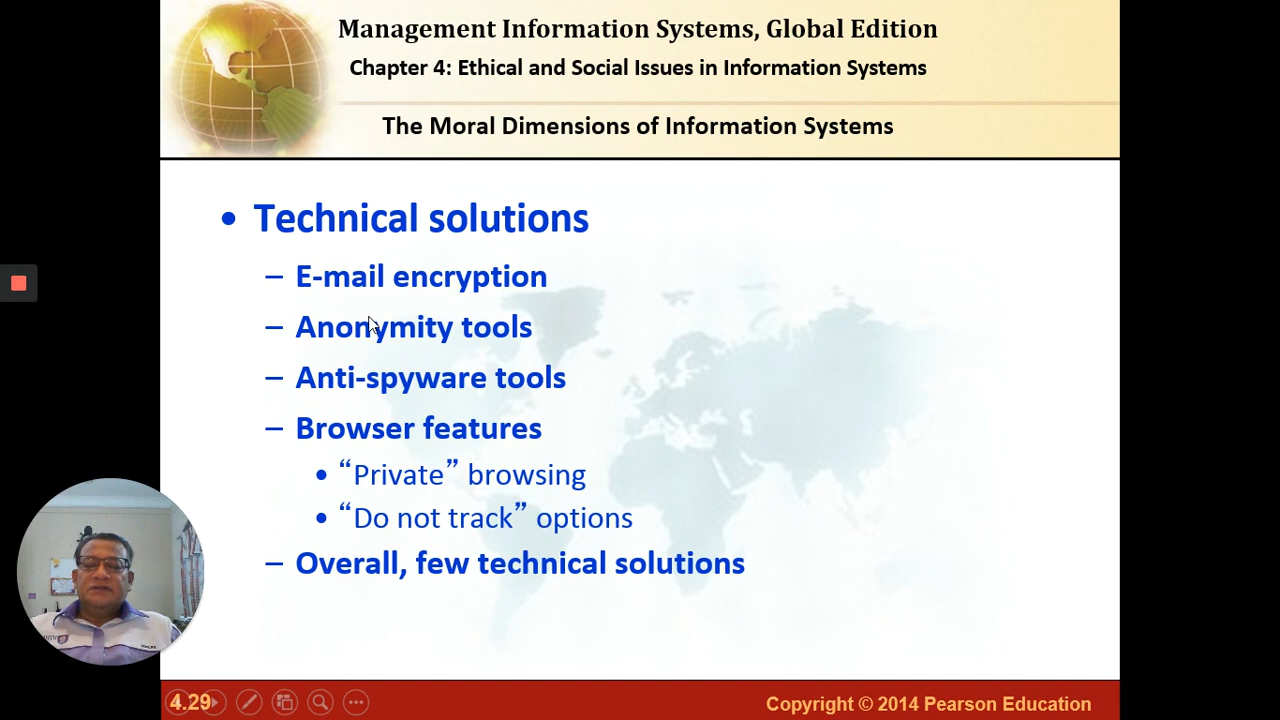 Management Information Systems, Global Edition
Chapter 4: Ethical and Social Issues in Information Systems
The Moral Dimensions of Information Systems
• Technical solutions
– E-mail encryption
– Anonymity tools
– Anti-spyware tools
– Browser features
• “Private” browsing
• “Do not track” options
– Overall, few technical solutions
4.29
Copyright © 2014 Pearson Education